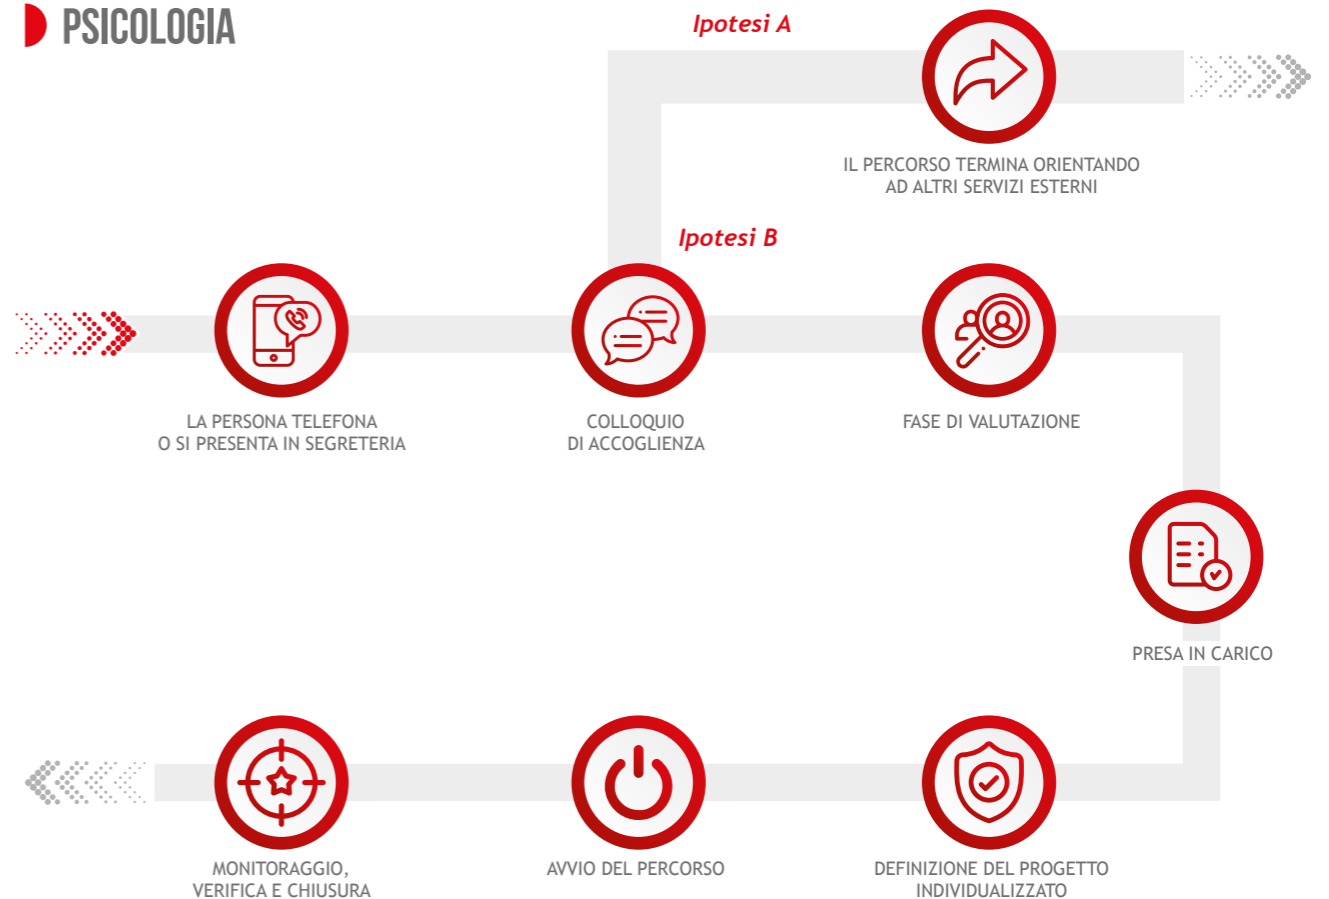 PSICOLOGIA
Ipotesi A
IL PERCORSO TERMINA ORIENTANDO
AD ALTRI SERVIZI ESTERNI
Ipotesi B
LA PERSONA TELEFONA
O SI PRESENTA IN SEGRETERIA
COLLOQUIO
DI ACCOGLIENZA
FASE DI VALUTAZIONE
PRESA IN CARICO
DEFINIZIONE DEL PROGETTO
INDIVIDUALIZZATO
AVVIO DEL PERCORSO
MONITORAGGIO,
VERIFICA E CHIUSURA